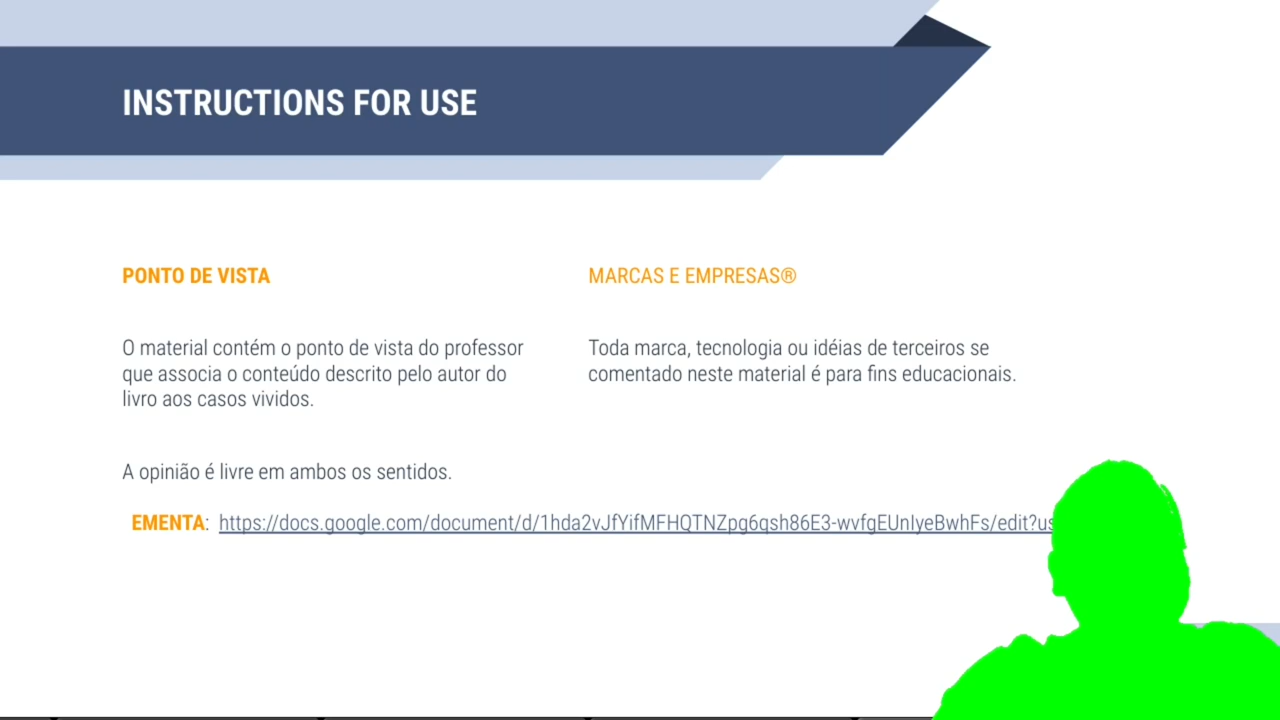 INSTRUCTIONS FOR USE
PONTO DE VISTA
O material contém o ponto de vista do professor
que associa o conteúdo descrito pelo autor do
livro aos casos vividos.
A opinião é livre em ambos os sentidos.
MARCAS E EMPRESAS®
Toda marca, tecnologia ou idéias de terceiros se
comentado neste material é para fins educacionais.
EMENTA: https://docs.google.com/document/d/1hda2vJfYifMFHQTNZpg6qsh86E3-wvfgEUnIyeBwhFs/edit?us